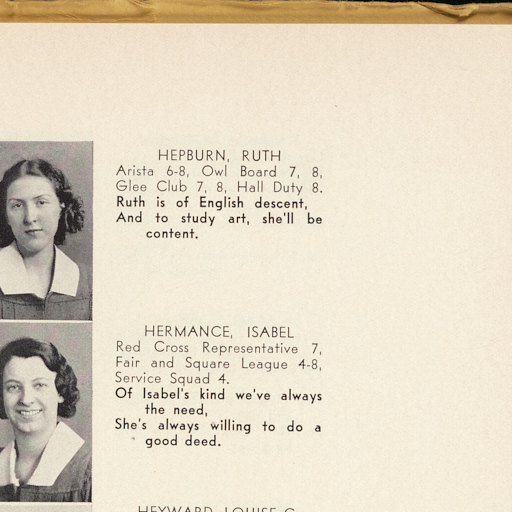 HEPBURN, RUTH
Arista 6-8, Owl Board 7, 8,
Glee Club 7, 8, Hall Duty 8.
Ruth is of English descent,
And to study art, she'll be
content.
HERMANCE, ISABEL
Red Cross Representative 7,
Fair and Square League 4-8,
Service Squad 4.
Of Isabel's kind we've always
the need,
She's always willing to do a
good deed.
HEYWARD, LOUISE C.